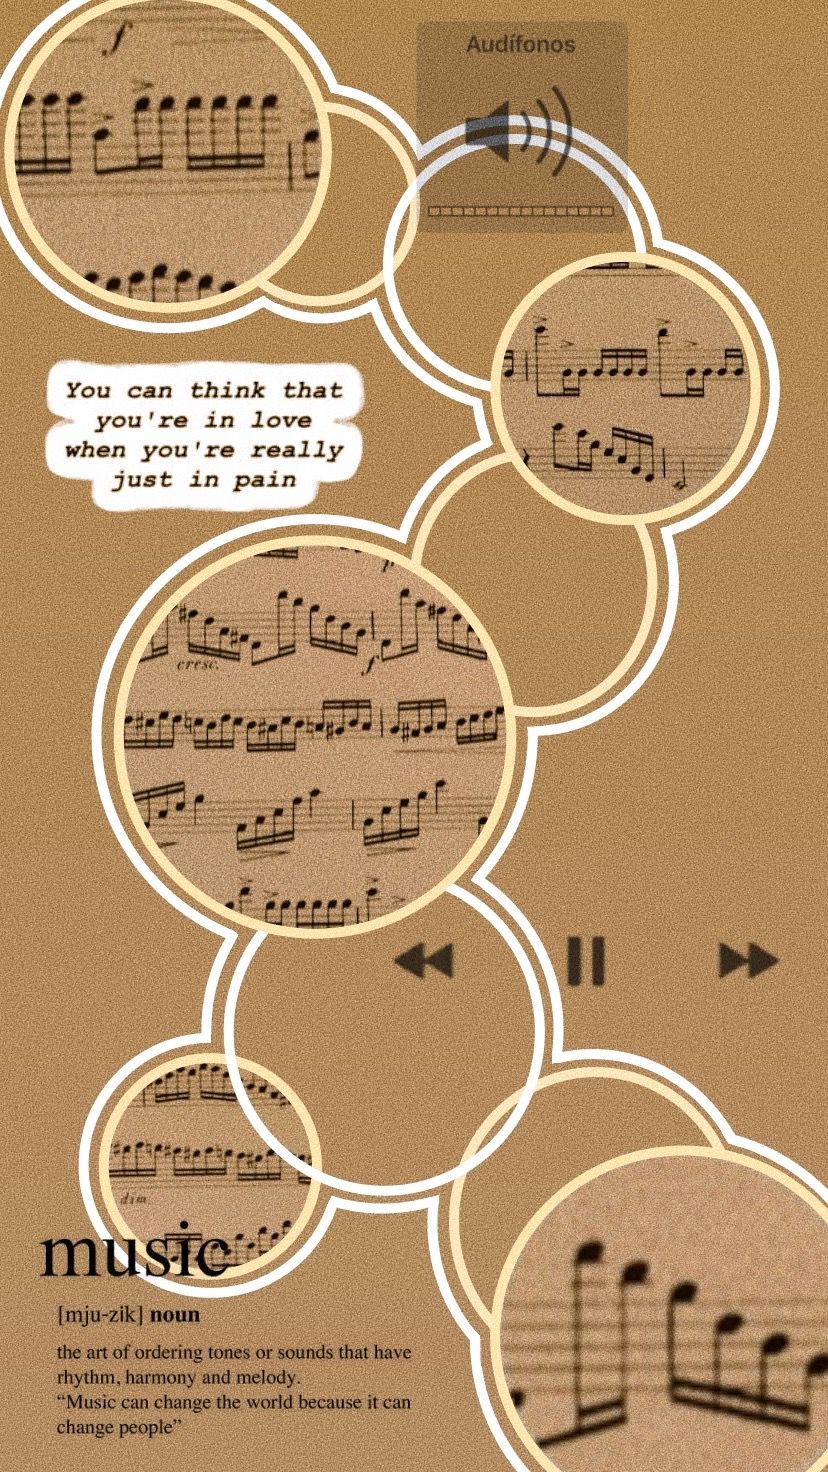 f
Audífonos
You can think that
you're in love
when you're really
just in pain
cresc.
f
dim
music
[mju-zik] noun
the art of ordering tones or sounds that have
rhythm, harmony and melody.
“Music can change the world because it can
change people”